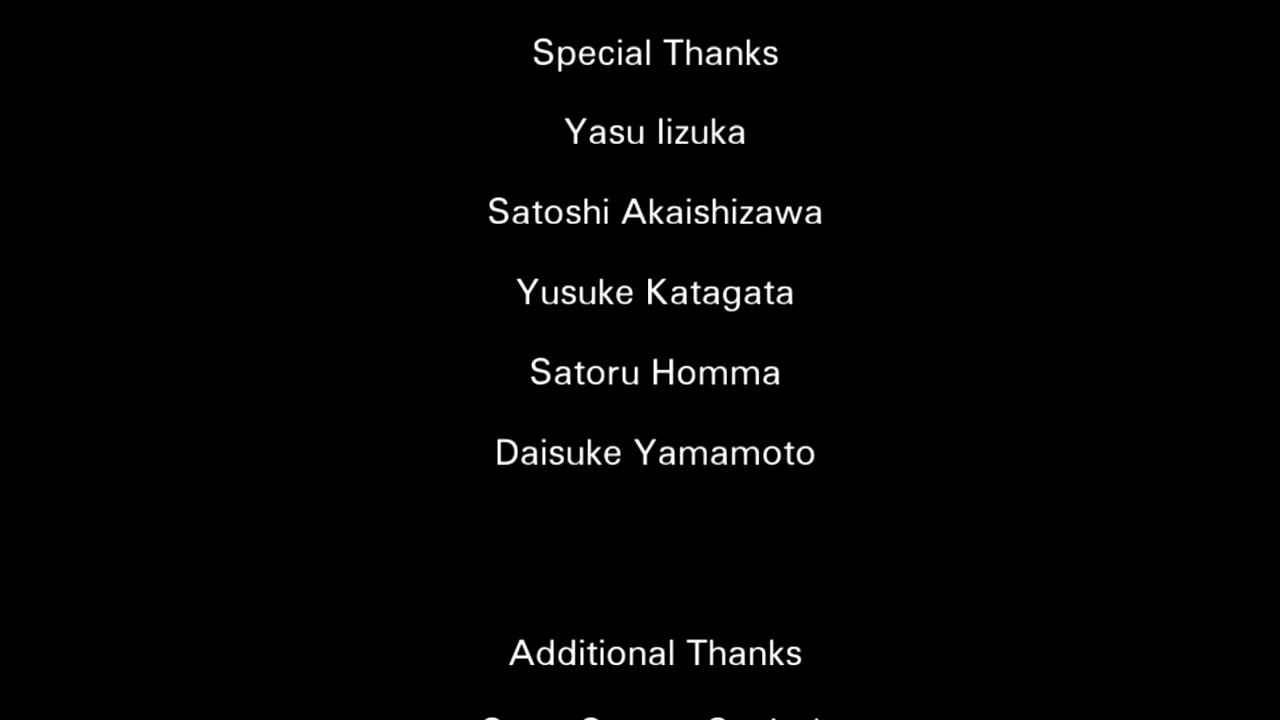 Special Thanks
Yasu Iizuka
Satoshi Akaishizawa
Yusuke Katagata
Satoru Homma
Daisuke Yamamoto
Additional Thanks